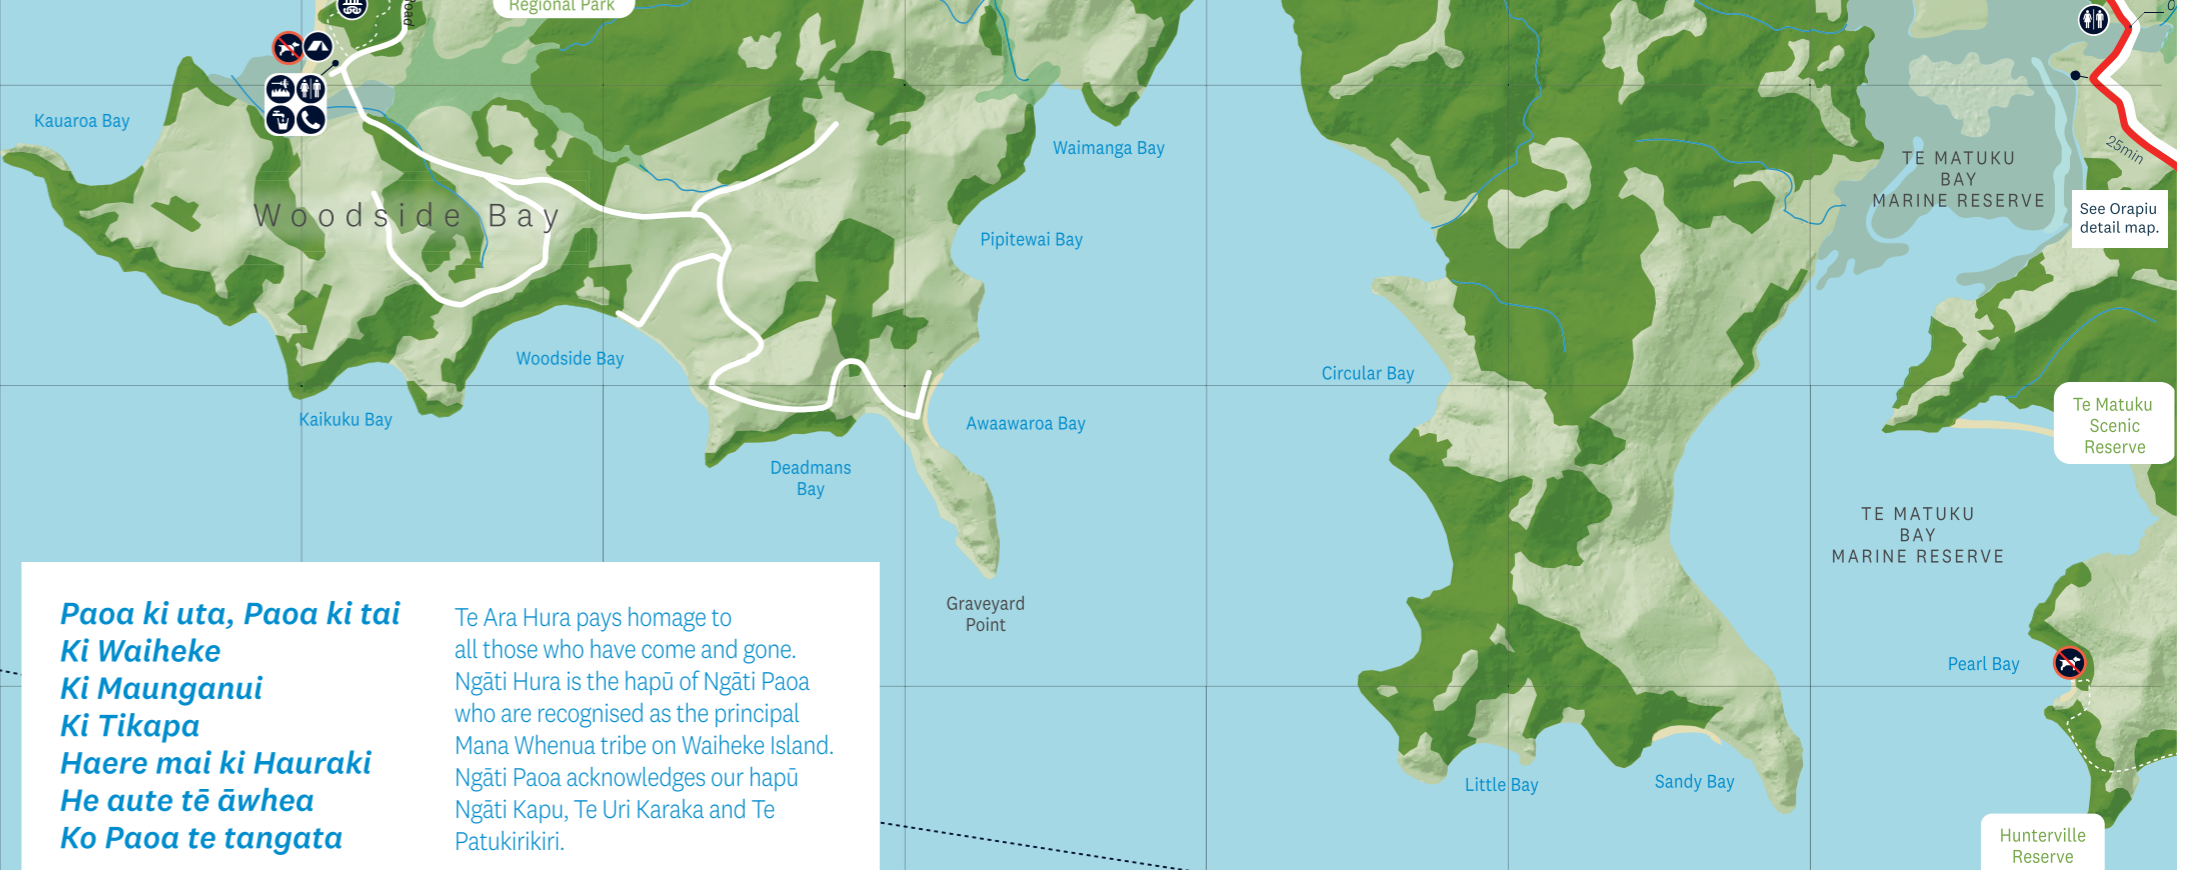 Regional Park
Kauaroa Bay
Waimanga Bay
25min
TE MATUKU
BAY
MARINE RESERVE
See Orapiu
detail map.
Woodside Bay
Pipitewai Bay
Woodside Bay
Circular Bay
Kaikuku Bay
Awaawaroa Bay
Te Matuku
Scenic
Reserve
Deadmans
Bay
TE MATUKU
BAY
MARINE RESERVE
Graveyard
Point
Pearl Bay
Little Bay
Sandy Bay
Hunterville
Reserve
Paoa ki uta, Paoa ki tai
Ki Waiheke
Ki Maunganui
Ki Tikapa
Haere mai ki Hauraki
He aute tē āwhea
Ko Paoa te tangata
Te Ara Hura pays homage to
all those who have come and gone.
Ngāti Hura is the hapū of Ngāti Paoa
who are recognised as the principal
Mana Whenua tribe on Waiheke Island.
Ngāti Paoa acknowledges our hapū
Ngāti Kapu, Te Uri Karaka and Te
Patukirikiri.